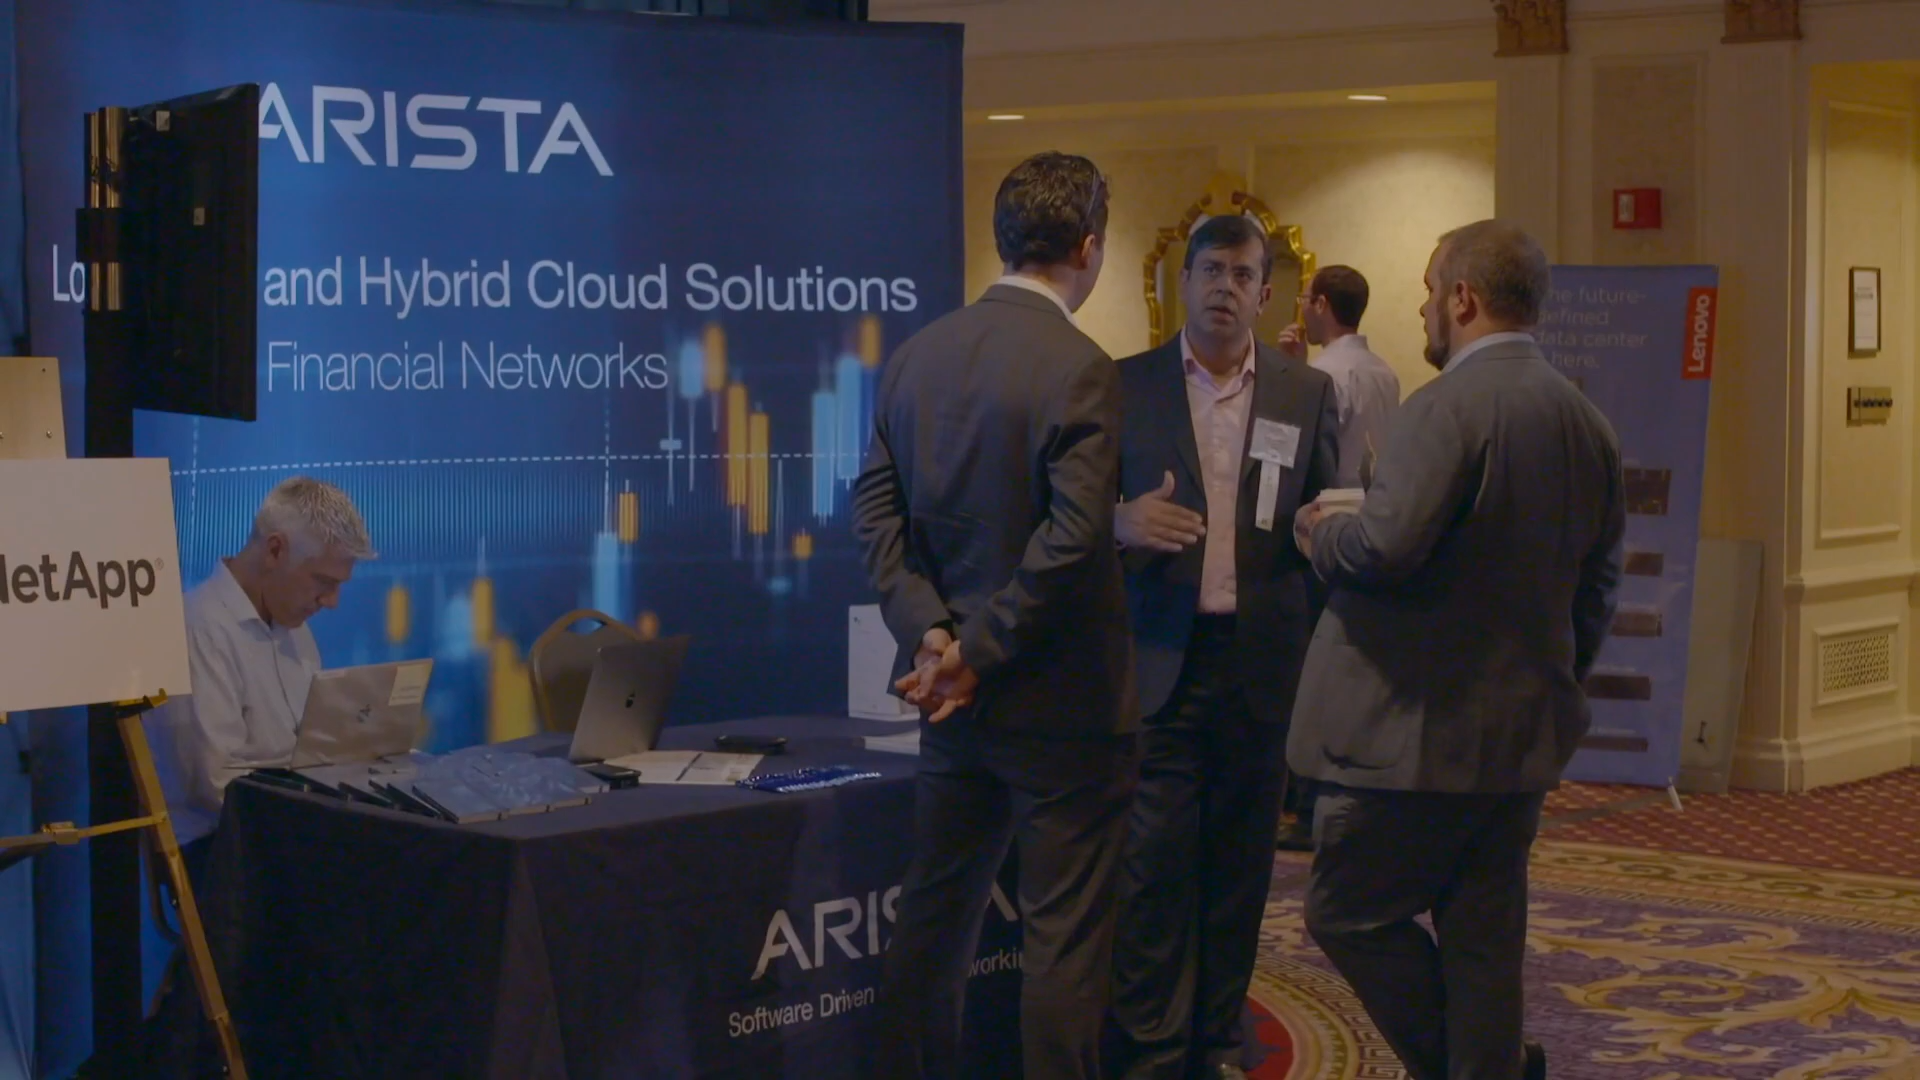 ARISTA
Lo and Hybrid Cloud Solutions
Financial Networks
NetApp
Lenovo
he future-
defined
data center
here.
ARIS
Software Driven
workin